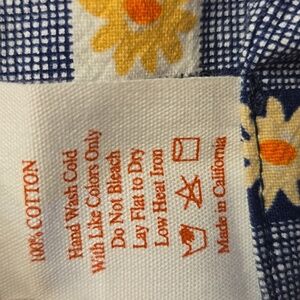 100% COTTON
Hand Wash Cold
With Like Colors Only
Do Not Bleach
Lay Flat to Dry
Low Heat Iron
Made in California